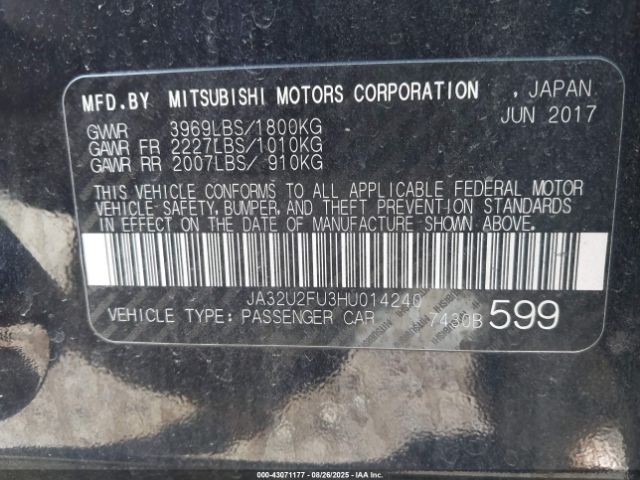 MFD.BY MITSUBISHI MOTORS CORPORATION , JAPAN
JUN 2017
GVWR 3969LBS/1800KG
GAWR FR 2227LBS/1010KG
GAWR RR 2007LBS/ 910KG
THIS VEHICLE CONFORMS TO ALL APPLICABLE FEDERAL MOTOR
VEHICLE SAFETY, BUMPER, AND THEFT PREVENTION STANDARDS
IN EFFECT ON THE DATE OF MANUFACTURE SHOWN ABOVE.
JA32U2FU3HU014240
VEHICLE TYPE: PASSENGER CAR 7430B 599
000-43071177 - 08/26/2025 - IAAI.COM